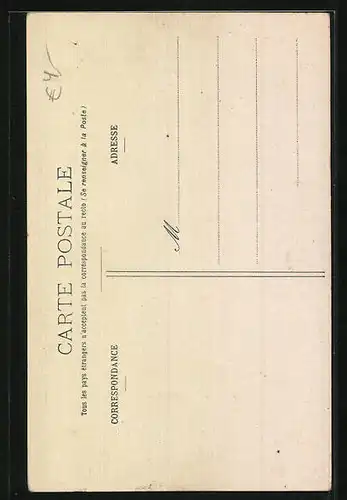 €4
CARTE POSTALE
Tous les pays étrangers n'acceptent pas la correspondance au recto (Se renseigner à la Poste)
CORRESPONDANCE
ADRESSE
M